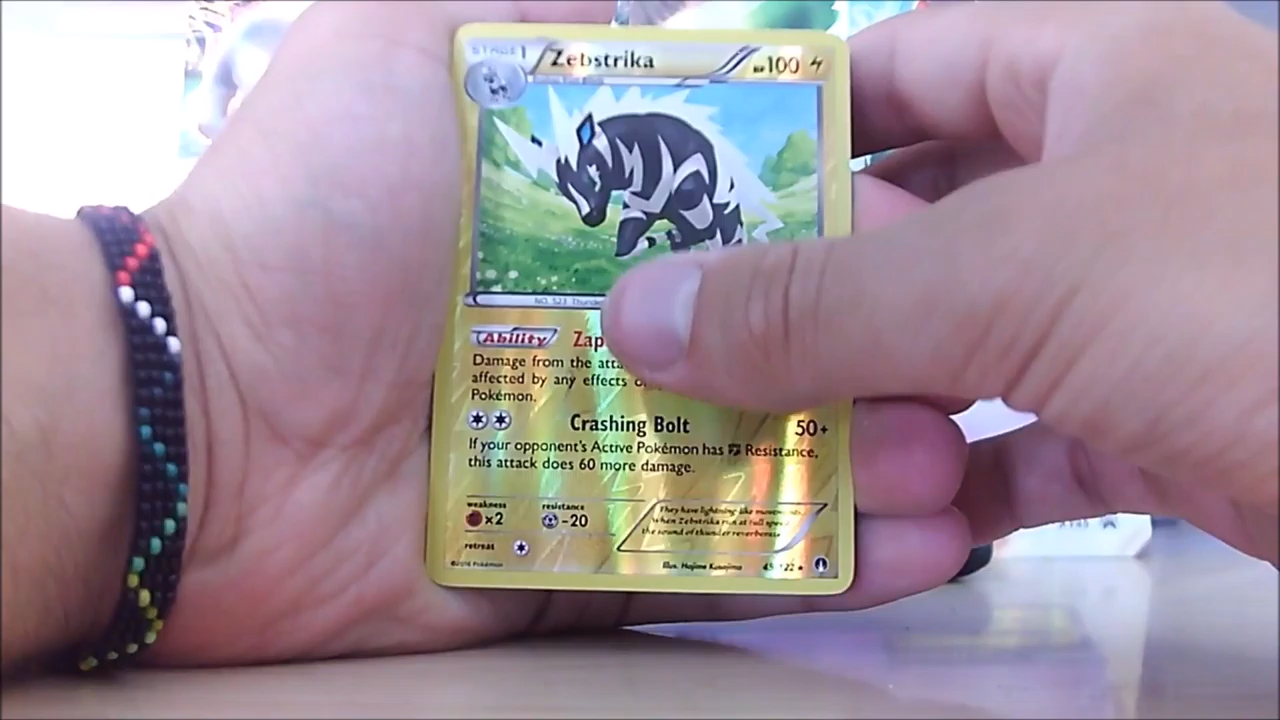 STAGE1 Zebstrika HP100
NO. 523 Thunde
Ability Zap
Damage from the atta
affected by any effects o
Pokémon.
Crashing Bolt 50+
If your opponent's Active Pokémon has Resistance,
this attack does 60 more damage.
weakness resistance
×2 -20
They have lightning-like movements.
When Zebstrika run at full speed,
the sound of thunder reverberates.
retreat
©2016 Pokémon Illus. Hajime Kusajima